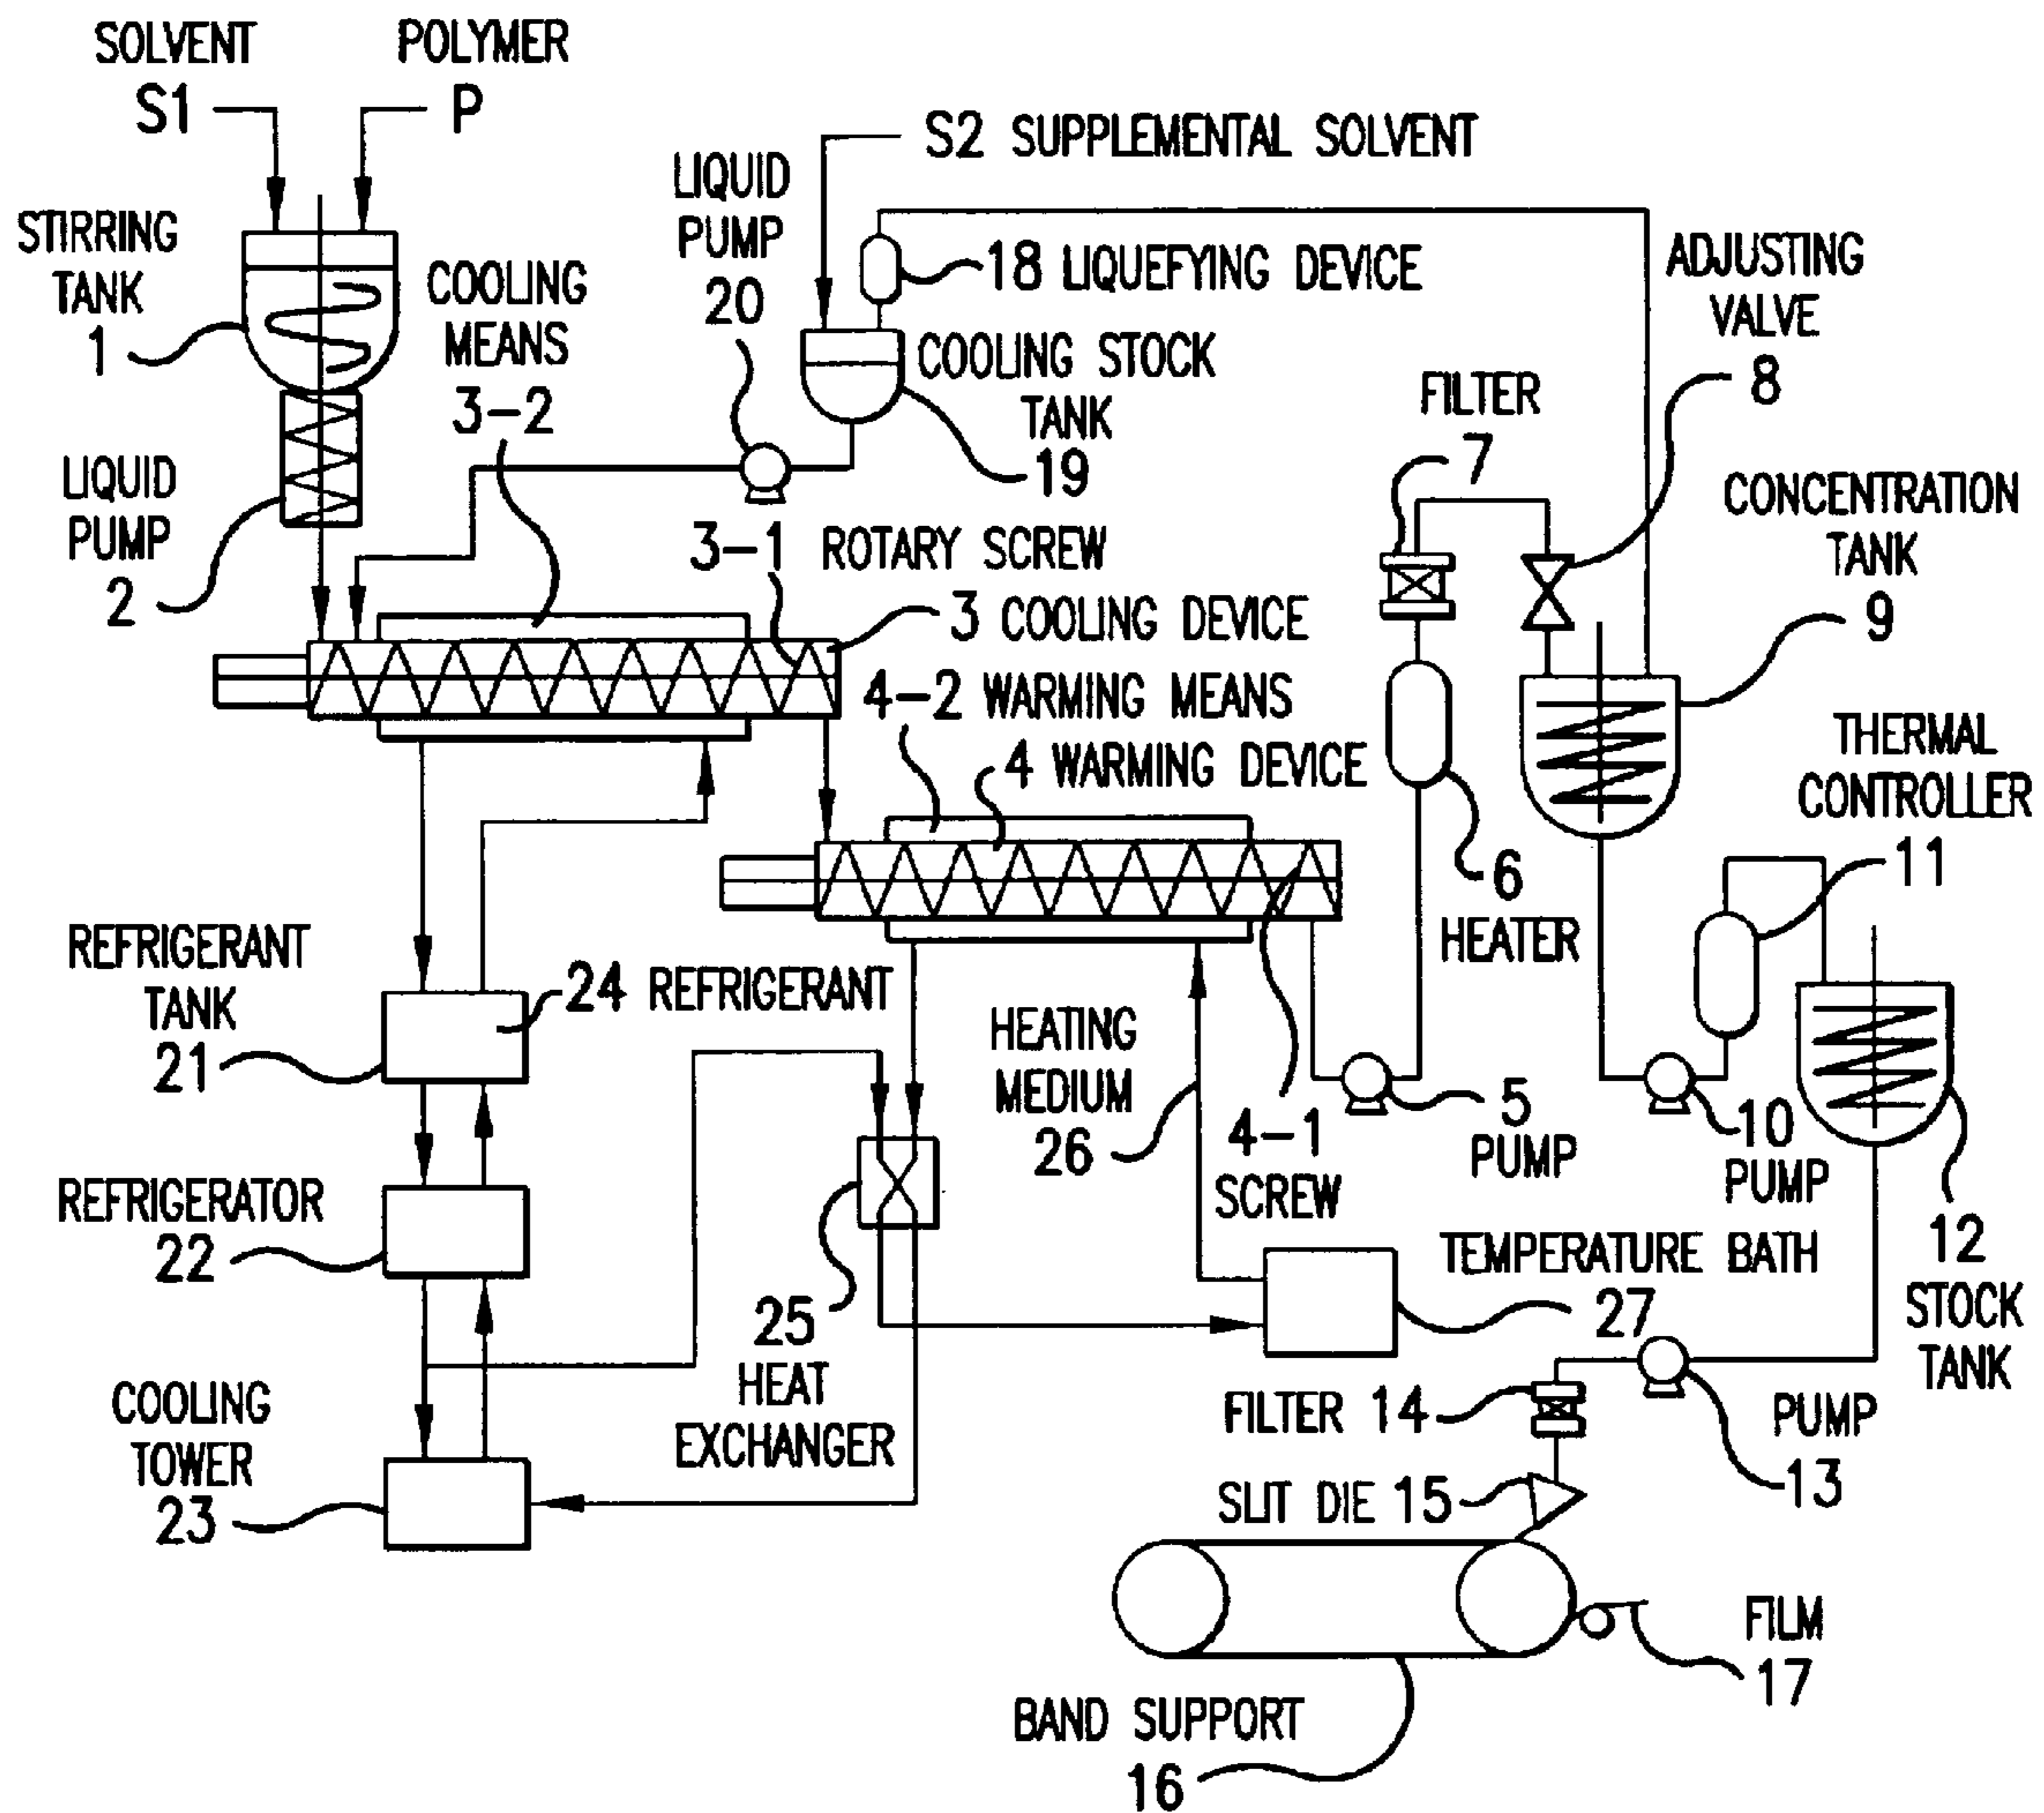 SOLVENT
S1
POLYMER
P
S2 SUPPLEMENTAL SOLVENT
LIQUID
PUMP
20
STIRRING
TANK
1
COOLING
MEANS
3-2
18 LIQUEFYING DEVICE
ADJUSTING
VALVE
8
COOLING STOCK
TANK
19
FILTER
7
LIQUID
PUMP
2
CONCENTRATION
TANK
9
3-1 ROTARY SCREW
3 COOLING DEVICE
4-2 WARMING MEANS
4 WARMING DEVICE
THERMAL
CONTROLLER
11
6
HEATER
REFRIGERANT
TANK
21
24 REFRIGERANT
HEATING
MEDIUM
26
4-1
SCREW
5
PUMP
10
PUMP
12
STOCK
TANK
REFRIGERATOR
22
25
HEAT
EXCHANGER
TEMPERATURE BATH
27
COOLING
TOWER
23
FILTER 14
PUMP
13
SLIT DIE 15
FILM
17
BAND SUPPORT
16